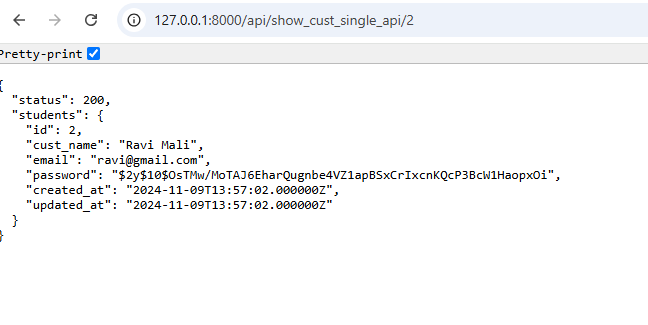 127.0.0.1:8000/api/show_cust_single_api/2
Pretty-print
{
"status": 200,
"students": {
"id": 2,
"cust_name": "Ravi Mali",
"email": "ravi@gmail.com",
"password": "$2y$10$OsTMw/MoTAJ6EharQugnbe4VZ1apBSxCrIxcnKQcP3BcW1HaopxOi",
"created_at": "2024-11-09T13:57:02.000000Z",
"updated_at": "2024-11-09T13:57:02.000000Z"
}
}